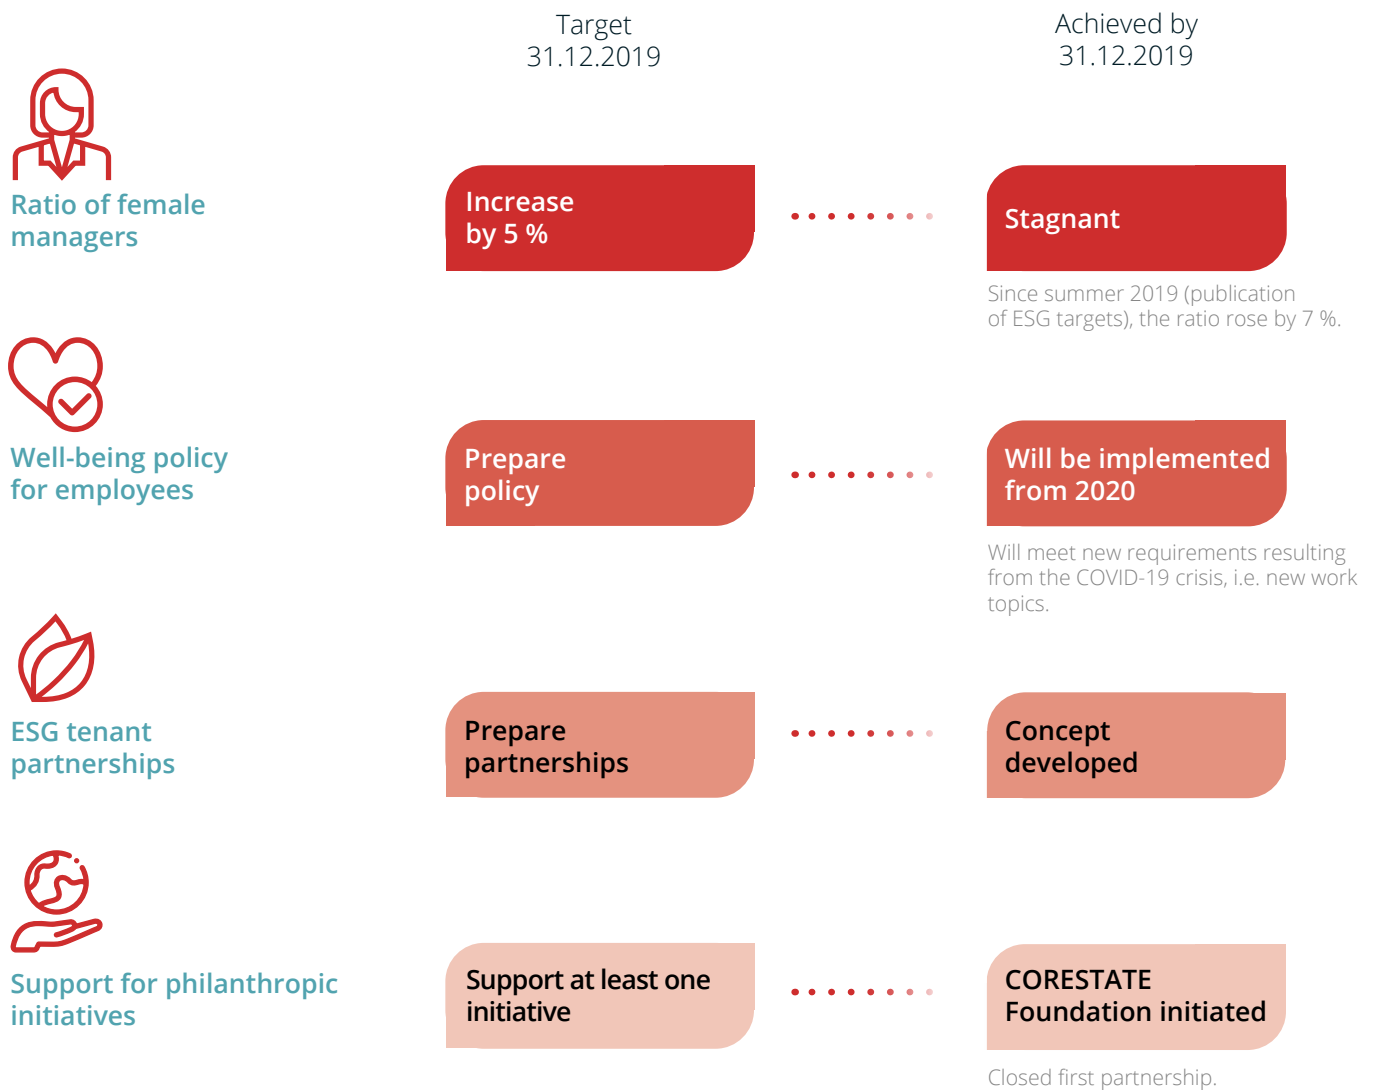 Target
31.12.2019
Achieved by
31.12.2019
Ratio of female
managers
Increase
by 5 %
Stagnant
Since summer 2019 (publication
of ESG targets), the ratio rose by 7 %.
Well-being policy
for employees
Prepare
policy
Will be implemented
from 2020
Will meet new requirements resulting
from the COVID-19 crisis, i.e. new work
topics.
ESG tenant
partnerships
Prepare
partnerships
Concept
developed
Support for philanthropic
initiatives
Support at least one
initiative
CORESTATE
Foundation initiated
Closed first partnership.